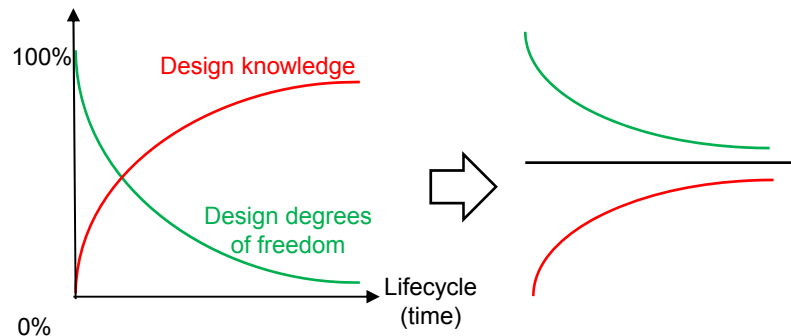 100%
Design knowledge
Design degrees
of freedom
Lifecycle
(time)
0%